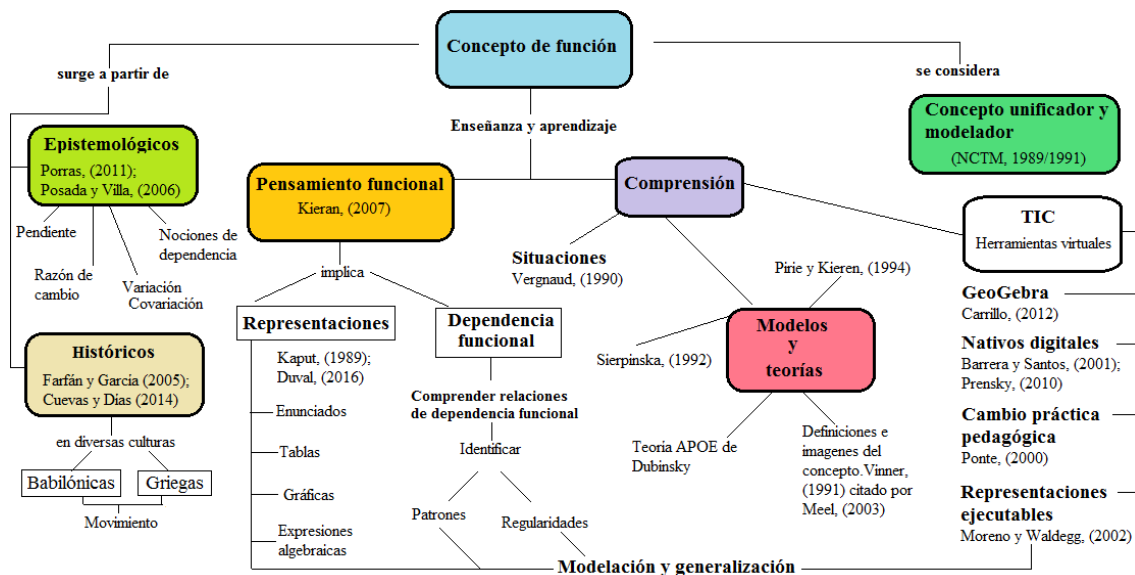 Concepto de función
surge a partir de
se considera
Enseñanza y aprendizaje
Epistemológicos
Porras, (2011);
Posada y Villa, (2006)
Pendiente
Razón de
cambio
Variación
Covariación
Nociones de
dependencia
Históricos
Farfán y García (2005);
Cuevas y Días (2014)
en diversas culturas
Babilónicas
Griegas
Movimiento
Pensamiento funcional
Kieran, (2007)
implica
Representaciones
Kaput, (1989);
Duval, (2016)
Enunciados
Tablas
Gráficas
Expresiones
algebraicas
Dependencia
funcional
Comprender relaciones
de dependencia funcional
Identificar
Patrones
Regularidades
Comprensión
Situaciones
Vergnaud, (1990)
Pirie y Kieren, (1994)
Sierpinska, (1992)
Modelos
y
teorías
Teoría APOE de
Dubinsky
Definiciones e
imagenes del
concepto.Vinner,
(1991) citado por
Meel, (2003)
Concepto unificador y
modelador
(NCTM, 1989/1991)
TIC
Herramientas virtuales
GeoGebra
Carrillo, (2012)
Nativos digitales
Barrera y Santos, (2001);
Prensky, (2010)
Cambio práctica
pedagógica
Ponte, (2000)
Representaciones
ejecutables
Moreno y Waldegg, (2002)
Modelación y generalización